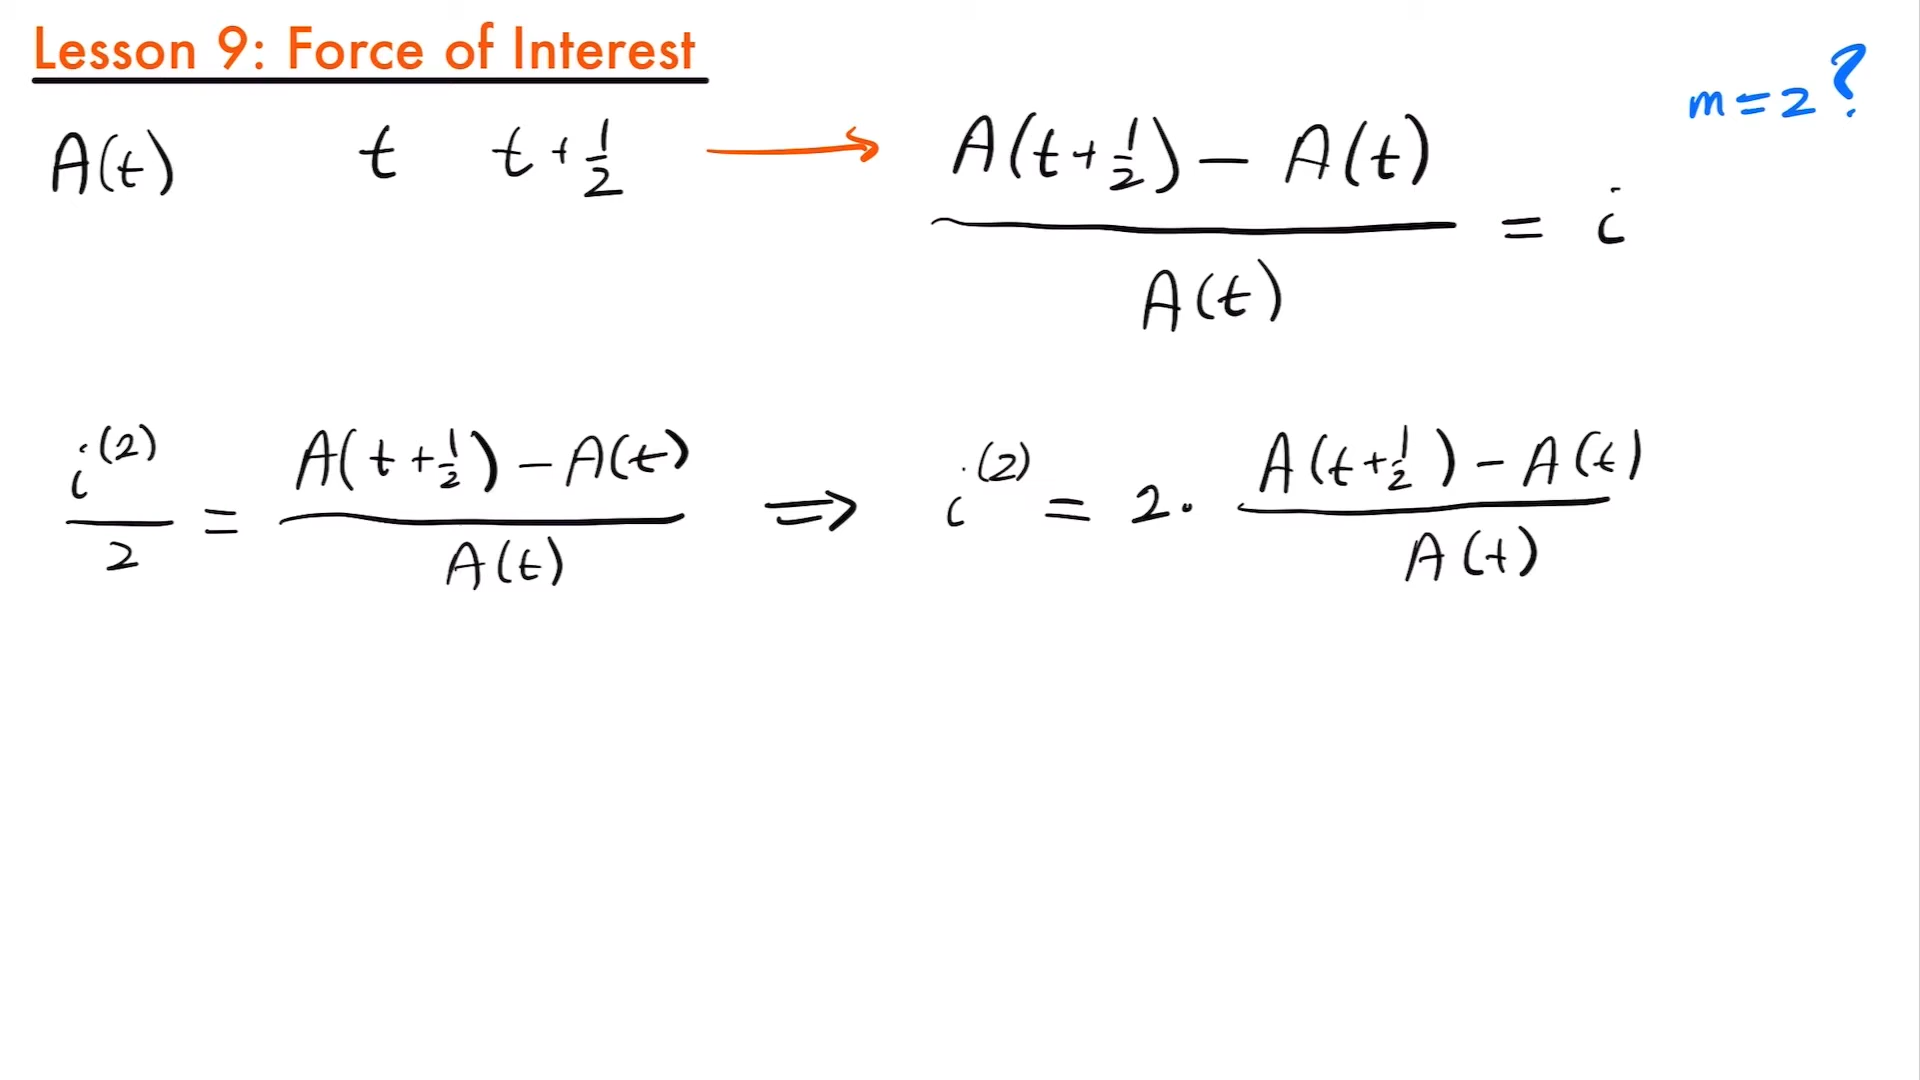 Lesson 9: Force of Interest
m=2?
A(t) t t+1/2 → (A(t+1/2) − A(t)) / A(t) = i
i^(2)/2 = (A(t+1/2) − A(t)) / A(t) ⇒ i^(2) = 2 · (A(t+1/2) − A(t)) / A(t)